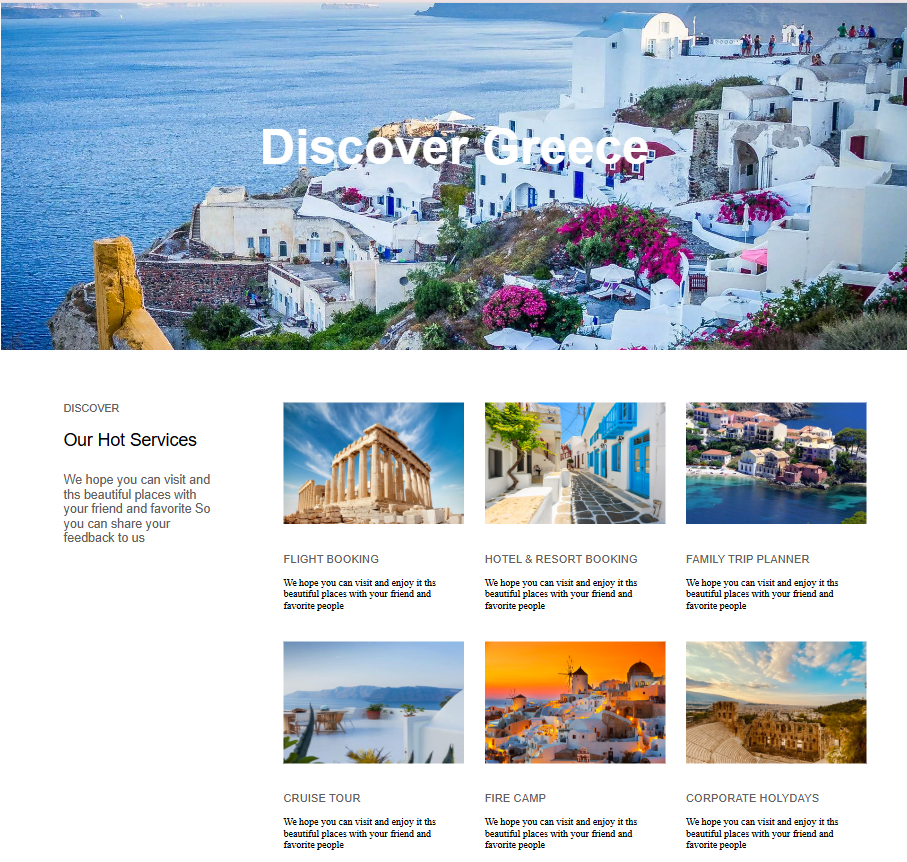 Discover Greece
DISCOVER
Our Hot Services
We hope you can visit and
ths beautiful places with
your friend and favorite So
you can share your
feedback to us
FLIGHT BOOKING
We hope you can visit and enjoy it ths
beautiful places with your friend and
favorite people
HOTEL & RESORT BOOKING
We hope you can visit and enjoy it ths
beautiful places with your friend and
favorite people
FAMILY TRIP PLANNER
We hope you can visit and enjoy it ths
beautiful places with your friend and
favorite people
CRUISE TOUR
We hope you can visit and enjoy it ths
beautiful places with your friend and
favorite people
FIRE CAMP
We hope you can visit and enjoy it ths
beautiful places with your friend and
favorite people
CORPORATE HOLYDAYS
We hope you can visit and enjoy it ths
beautiful places with your friend and
favorite people